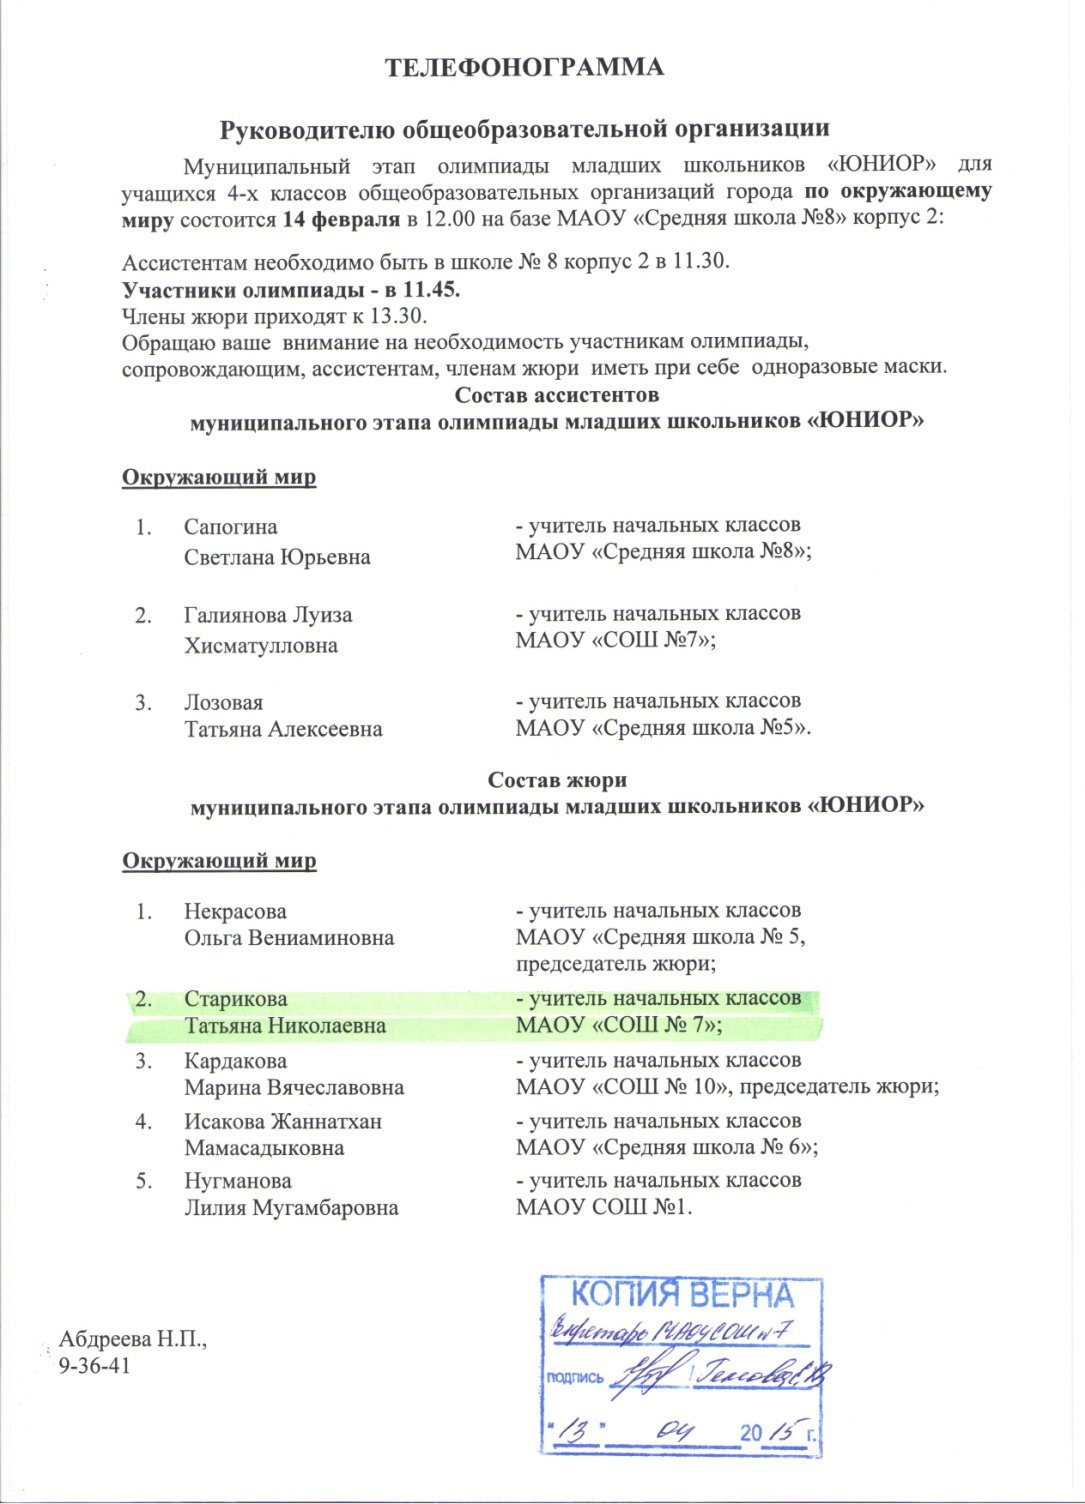 ТЕЛЕФОНОГРАММА
Руководителю общеобразовательной организации
Муниципальный этап олимпиады младших школьников «ЮНИОР» для
учащихся 4-х классов общеобразовательных организаций города по окружающему
миру состоится 14 февраля в 12.00 на базе МАОУ «Средняя школа №8» корпус 2:
Ассистентам необходимо быть в школе № 8 корпус 2 в 11.30.
Участники олимпиады - в 11.45.
Члены жюри приходят к 13.30.
Обращаю ваше внимание на необходимость участникам олимпиады,
сопровождающим, ассистентам, членам жюри иметь при себе одноразовые маски.
Состав ассистентов
муниципального этапа олимпиады младших школьников «ЮНИОР»
Окружающий мир
1. Сапогина - учитель начальных классов
Светлана Юрьевна МАОУ «Средняя школа №8»;
2. Галиянова Луиза - учитель начальных классов
Хисматулловна МАОУ «СОШ №7»;
3. Лозовая - учитель начальных классов
Татьяна Алексеевна МАОУ «Средняя школа №5».
Состав жюри
муниципального этапа олимпиады младших школьников «ЮНИОР»
Окружающий мир
1. Некрасова - учитель начальных классов
Ольга Вениаминовна МАОУ «Средняя школа № 5,
председатель жюри;
2. Старикова - учитель начальных классов
Татьяна Николаевна МАОУ «СОШ № 7»;
3. Кардакова - учитель начальных классов
Марина Вячеславовна МАОУ «СОШ № 10», председатель жюри;
4. Исакова Жаннатхан - учитель начальных классов
Мамасадыковна МАОУ «Средняя школа № 6»;
5. Нугманова - учитель начальных классов
Лилия Мугамбаровна МАОУ СОШ №1.
Абдреева Н.П.,
9-36-41
КОПИЯ ВЕРНА
Секретарь МАОУ СОШ №7
ПОДПИСЬ
"13" 04 2015 г.